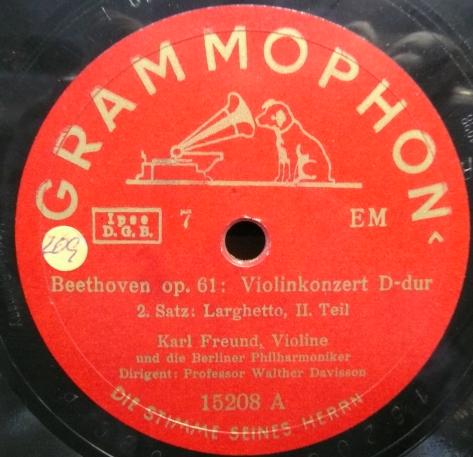 GRAMMOPHON
Ipse
D. G. B.
7
EM
209
Beethoven op. 61: Violinkonzert D-dur
2. Satz: Larghetto, II. Teil
Karl Freund, Violine
und die Berliner Philharmoniker
Dirigent: Professor Walther Davisson
15208 A
DIE STIMME SEINES HERRN